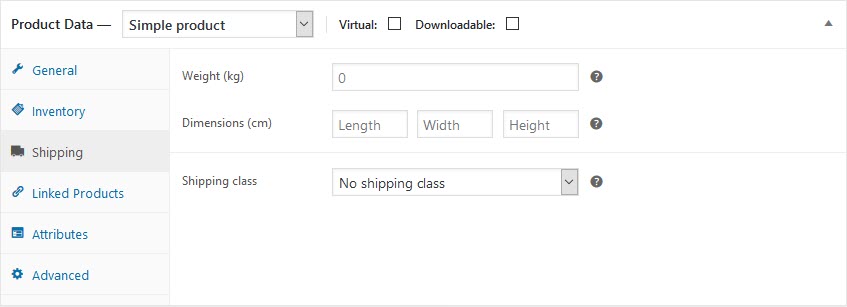 Product Data — Simple product Virtual: Downloadable:
General
Inventory
Shipping
Linked Products
Attributes
Advanced
Weight (kg) 0
Dimensions (cm) Length Width Height
Shipping class No shipping class